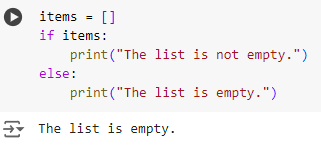 items = []
if items:
    print("The list is not empty.")
else:
    print("The list is empty.")
The list is empty.